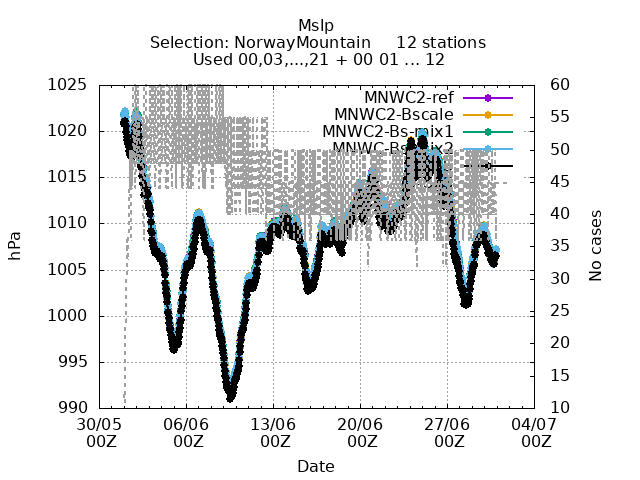 Mslp
Selection: NorwayMountain 12 stations
Used 00,03,...,21 + 00 01 ... 12
hPa
1025
1020
1015
1010
1005
1000
995
990
MNWC2-ref
MNWC2-Bscale
MNWC2-Bs-mix1
MNWC-Bs-mix2
60
55
50
45
40
35
30
25
20
15
10
No cases
30/05 06/06 13/06 20/06 27/06 04/07
00Z 00Z 00Z 00Z 00Z 00Z
Date